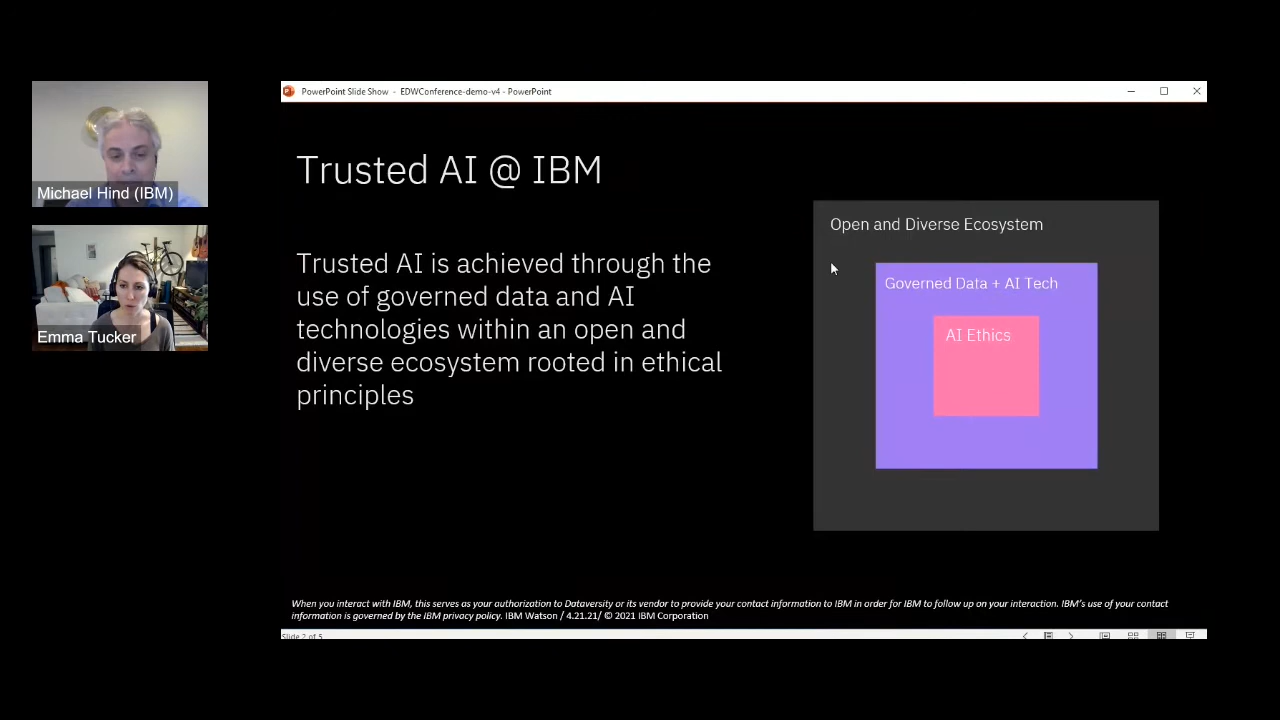 PowerPoint Slide Show - EDWConference-demo-v4 - PowerPoint
Michael Hind (IBM)
Emma Tucker
Trusted AI @ IBM
Trusted AI is achieved through the
use of governed data and AI
technologies within an open and
diverse ecosystem rooted in ethical
principles
Open and Diverse Ecosystem
Governed Data + AI Tech
AI Ethics
When you interact with IBM, this serves as your authorization to Dataversity or its vendor to provide your contact information to IBM in order for IBM to follow up on your interaction. IBM's use of your contact
information is governed by the IBM privacy policy. IBM Watson / 4.21.21/ © 2021 IBM Corporation
Slide 2 of 5